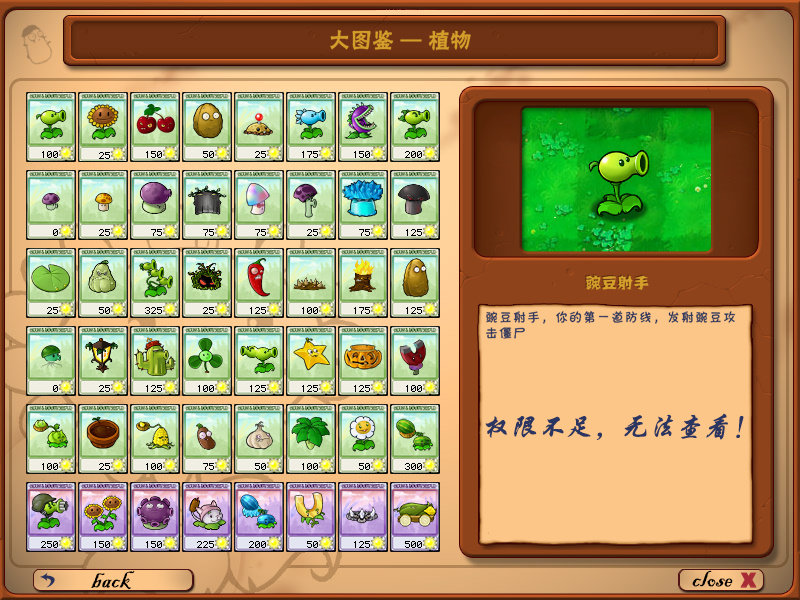 大图鉴 — 植物
100 25 150 50 25 175 150 200
0 25 75 75 75 25 75 125
25 50 325 25 125 100 175 125
0 25 125 100 125 125 125 100
100 25 100 75 50 100 50 300
250 150 150 225 200 50 125 500
豌豆射手
豌豆射手，你的第一道防线，发射豌豆攻
击僵尸
权限不足，无法查看！
back
close X